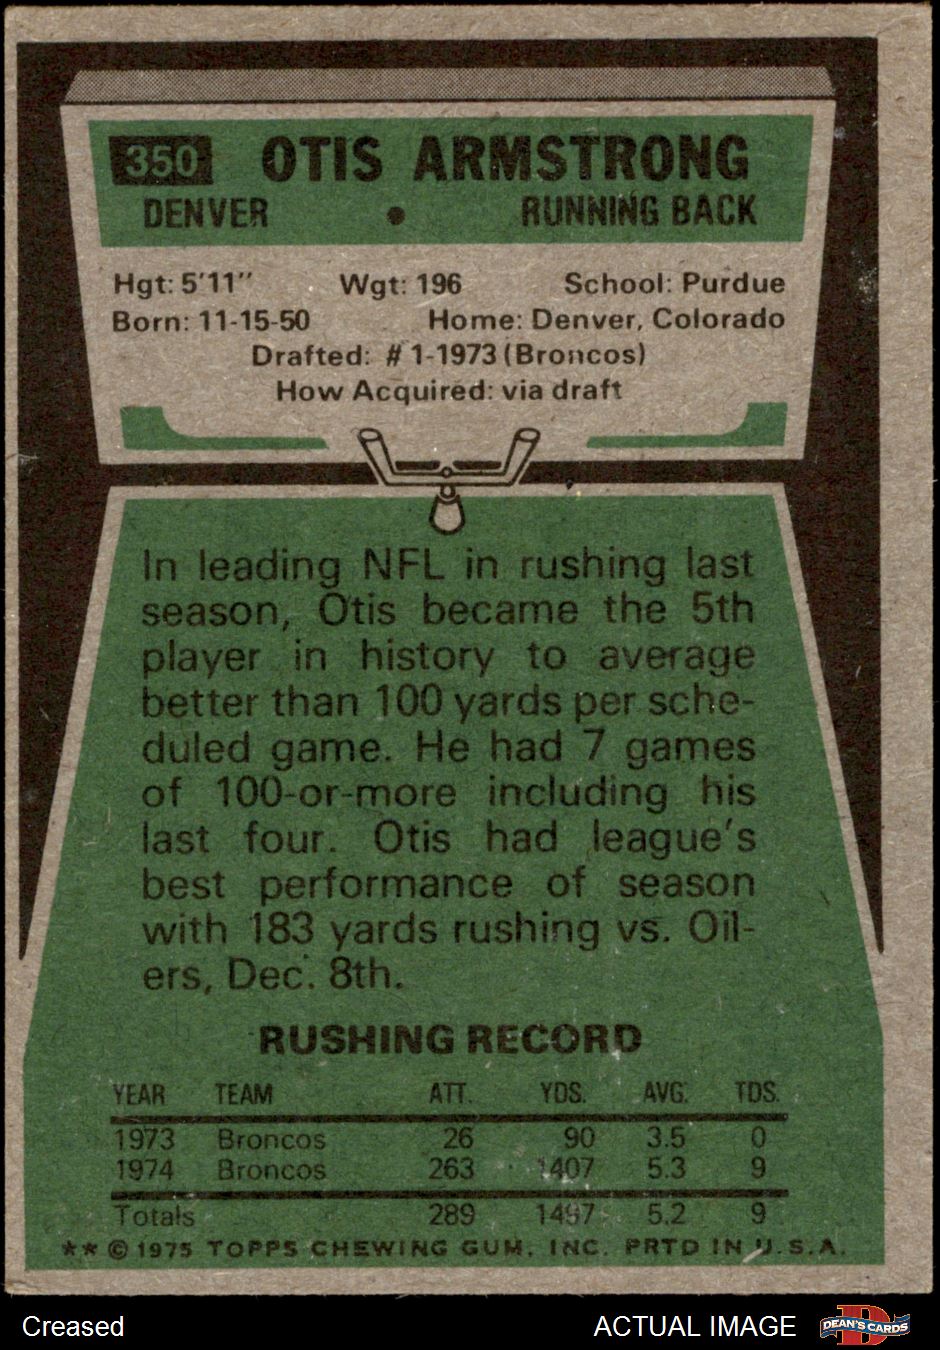 350 OTIS ARMSTRONG
DENVER • RUNNING BACK
Hgt: 5'11" Wgt: 196 School: Purdue
Born: 11-15-50 Home: Denver, Colorado
Drafted: # 1-1973 (Broncos)
How Acquired: via draft
In leading NFL in rushing last
season, Otis became the 5th
player in history to average
better than 100 yards per sche-
duled game. He had 7 games
of 100-or-more including his
last four. Otis had league's
best performance of season
with 183 yards rushing vs. Oil-
ers, Dec. 8th.
RUSHING RECORD
YEAR TEAM ATT. YDS. AVG. TDS.
1973 Broncos 26 90 3.5 0
1974 Broncos 263 1407 5.3 9
Totals 289 1497 5.2 9
** © 1975 TOPPS CHEWING GUM, INC. PRTD IN U.S.A.
Creased ACTUAL IMAGE DEAN'S CARDS